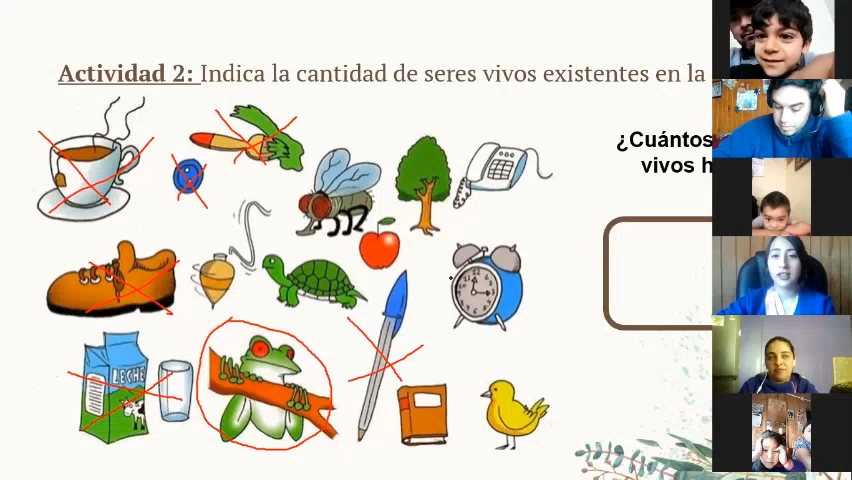 Actividad 2: Indica la cantidad de seres vivos existentes en la
¿Cuántos
vivos h
LECHE